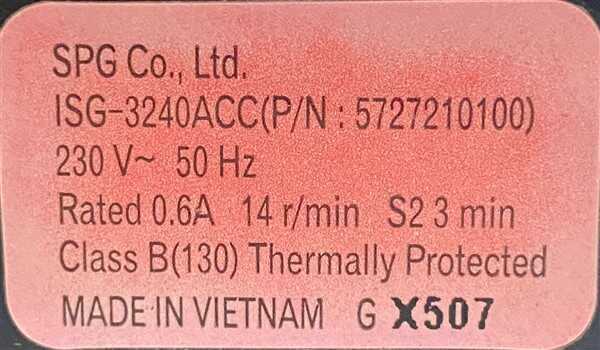 SPG Co., Ltd.
ISG-3240ACC(P/N : 5727210100)
230 V~ 50 Hz
Rated 0.6A 14 r/min S2 3 min
Class B(130) Thermally Protected
MADE IN VIETNAM G X507